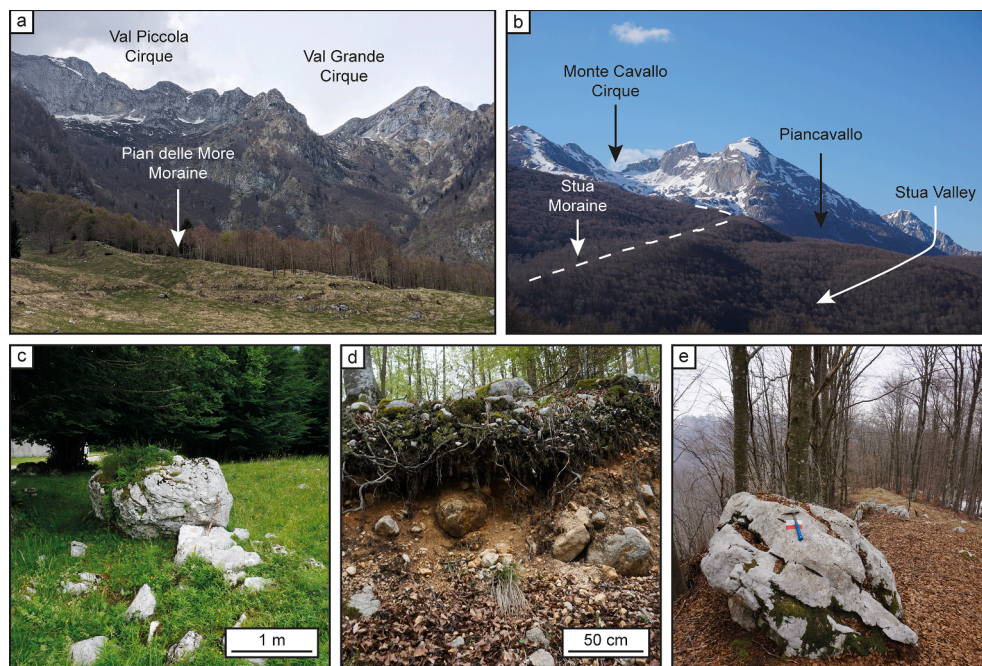 a
Val Piccola
Cirque
Val Grande
Cirque
Pian delle More
Moraine
b
Monte Cavallo
Cirque
Piancavallo
Stua
Moraine
Stua Valley
c
1 m
d
50 cm
e